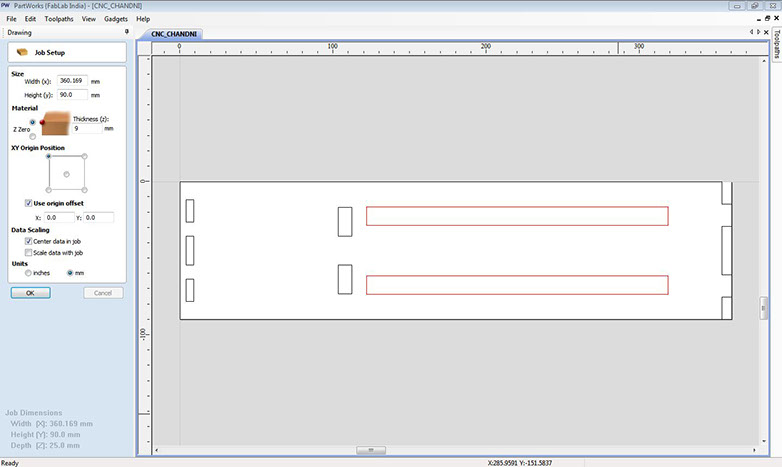 PW PartWorks (FabLab India) - [CNC_CHANDNI]
File Edit Toolpaths View Gadgets Help
Drawing
CNC_CHANDNI
Toolpaths
0 100 200 300
Job Setup
Size
Width (x): 360.169 mm
Height (y): 90.0 mm
Material
Thickness (z):
Z Zero 9 mm
XY Origin Position
Use origin offset
X: 0.0 Y: 0.0
Data Scaling
Center data in job
Scale data with job
Units
inches mm
OK Cancel
0
-100
Job Dimensions
Width (X): 360.169 mm
Height (Y): 90.0 mm
Depth (Z): 25.0 mm
Ready X:285.9591 Y:-151.5837